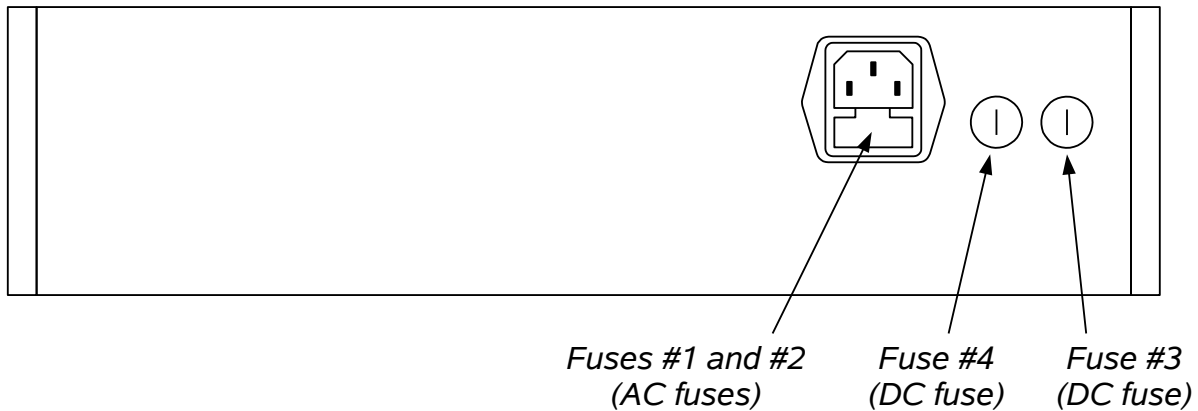 Fuses #1 and #2
(AC fuses)
Fuse #4
(DC fuse)
Fuse #3
(DC fuse)